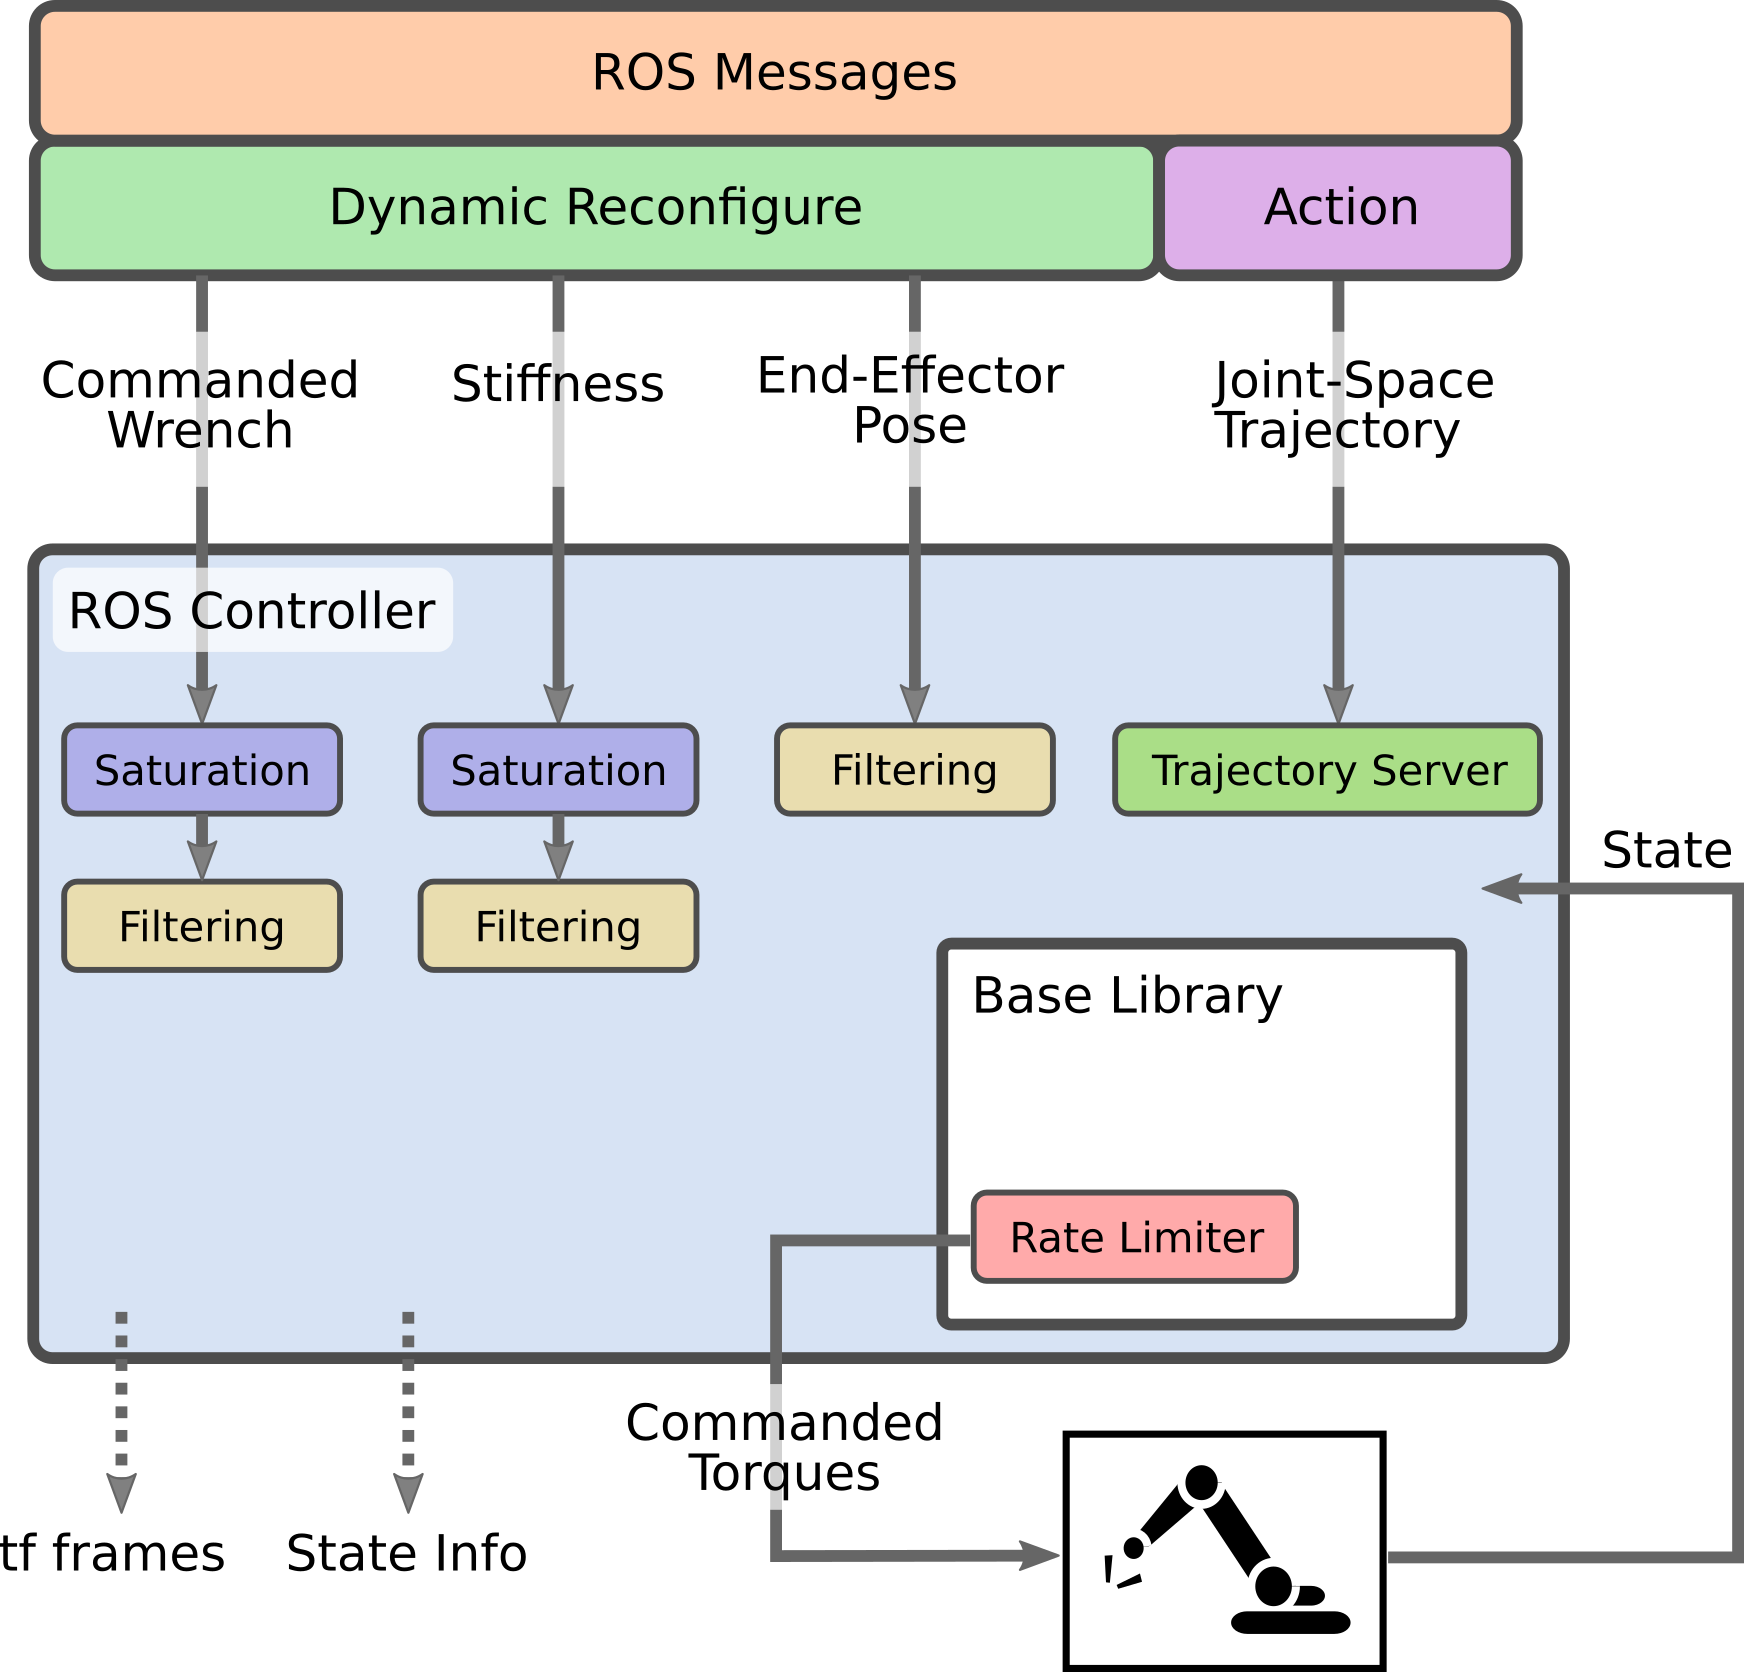 ROS Messages
Dynamic Reconfigure
Action
Commanded
Wrench
Stiffness
End-Effector
Pose
Joint-Space
Trajectory
ROS Controller
Saturation
Saturation
Filtering
Trajectory Server
State
Filtering
Filtering
Base Library
Rate Limiter
Commanded
Torques
tf frames
State Info